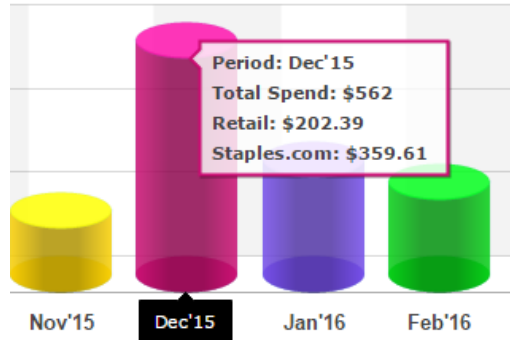 Period: Dec'15
Total Spend: $562
Retail: $202.39
Staples.com: $359.61
Nov'15
Dec'15
Jan'16
Feb'16